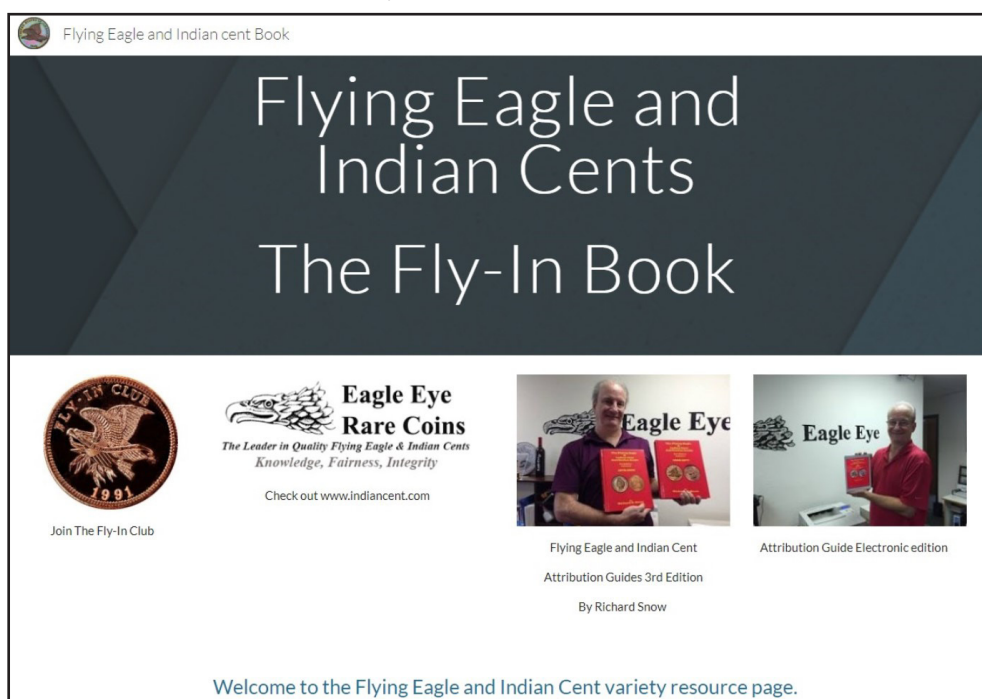 Flying Eagle and Indian cent Book
Flying Eagle and
Indian Cents
The Fly-In Book
FLY-IN CLUB
1991
Join The Fly-In Club
Eagle Eye
Rare Coins
The Leader in Quality Flying Eagle & Indian Cents
Knowledge, Fairness, Integrity
Check out www.indiancent.com
Eagle Eye
Flying Eagle and Indian Cent
Attribution Guides 3rd Edition
By Richard Snow
Eagle Eye
Attribution Guide Electronic edition
Welcome to the Flying Eagle and Indian Cent variety resource page.